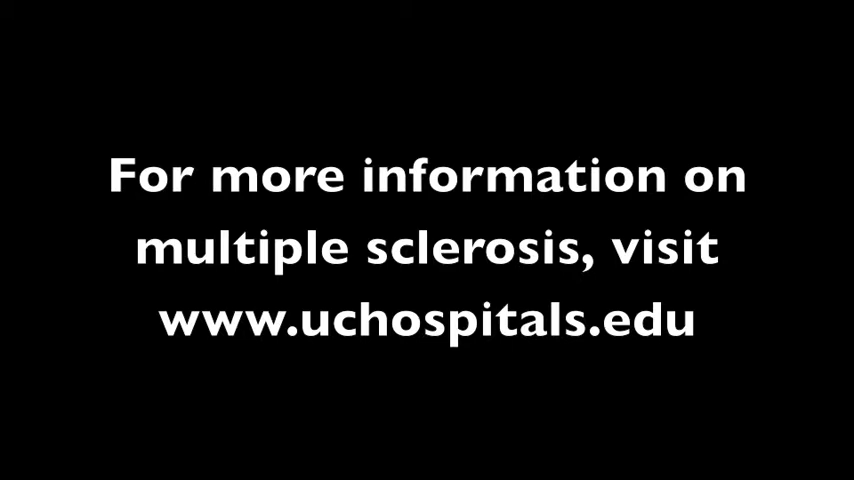 For more information on
multiple sclerosis, visit
www.uchospitals.edu